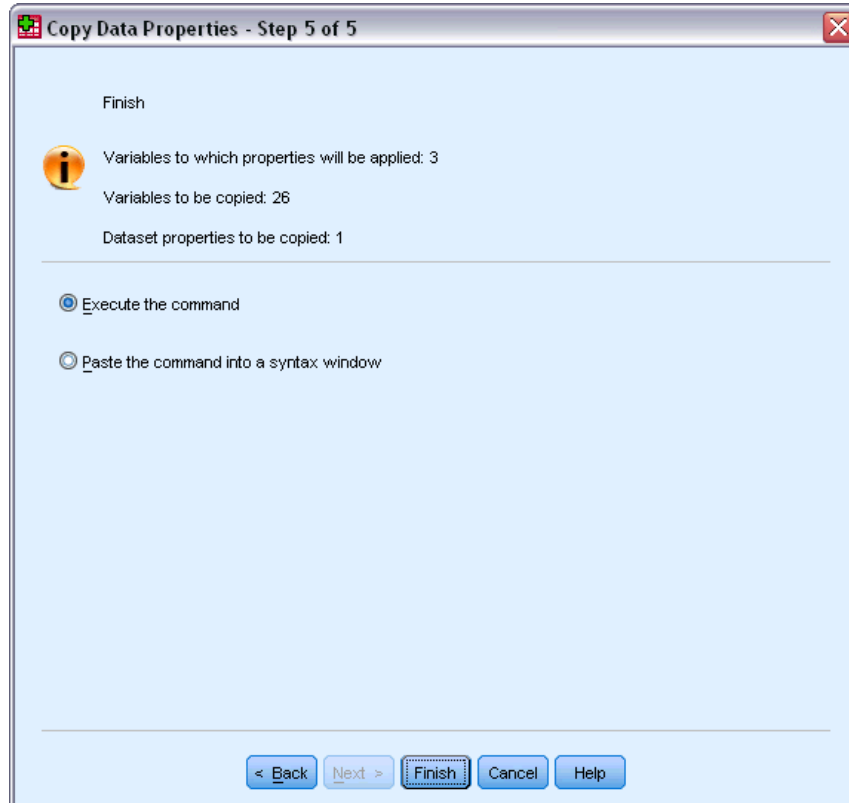 Copy Data Properties - Step 5 of 5
Finish
Variables to which properties will be applied: 3
Variables to be copied: 26
Dataset properties to be copied: 1
Execute the command
Paste the command into a syntax window
< Back Next > Finish Cancel Help